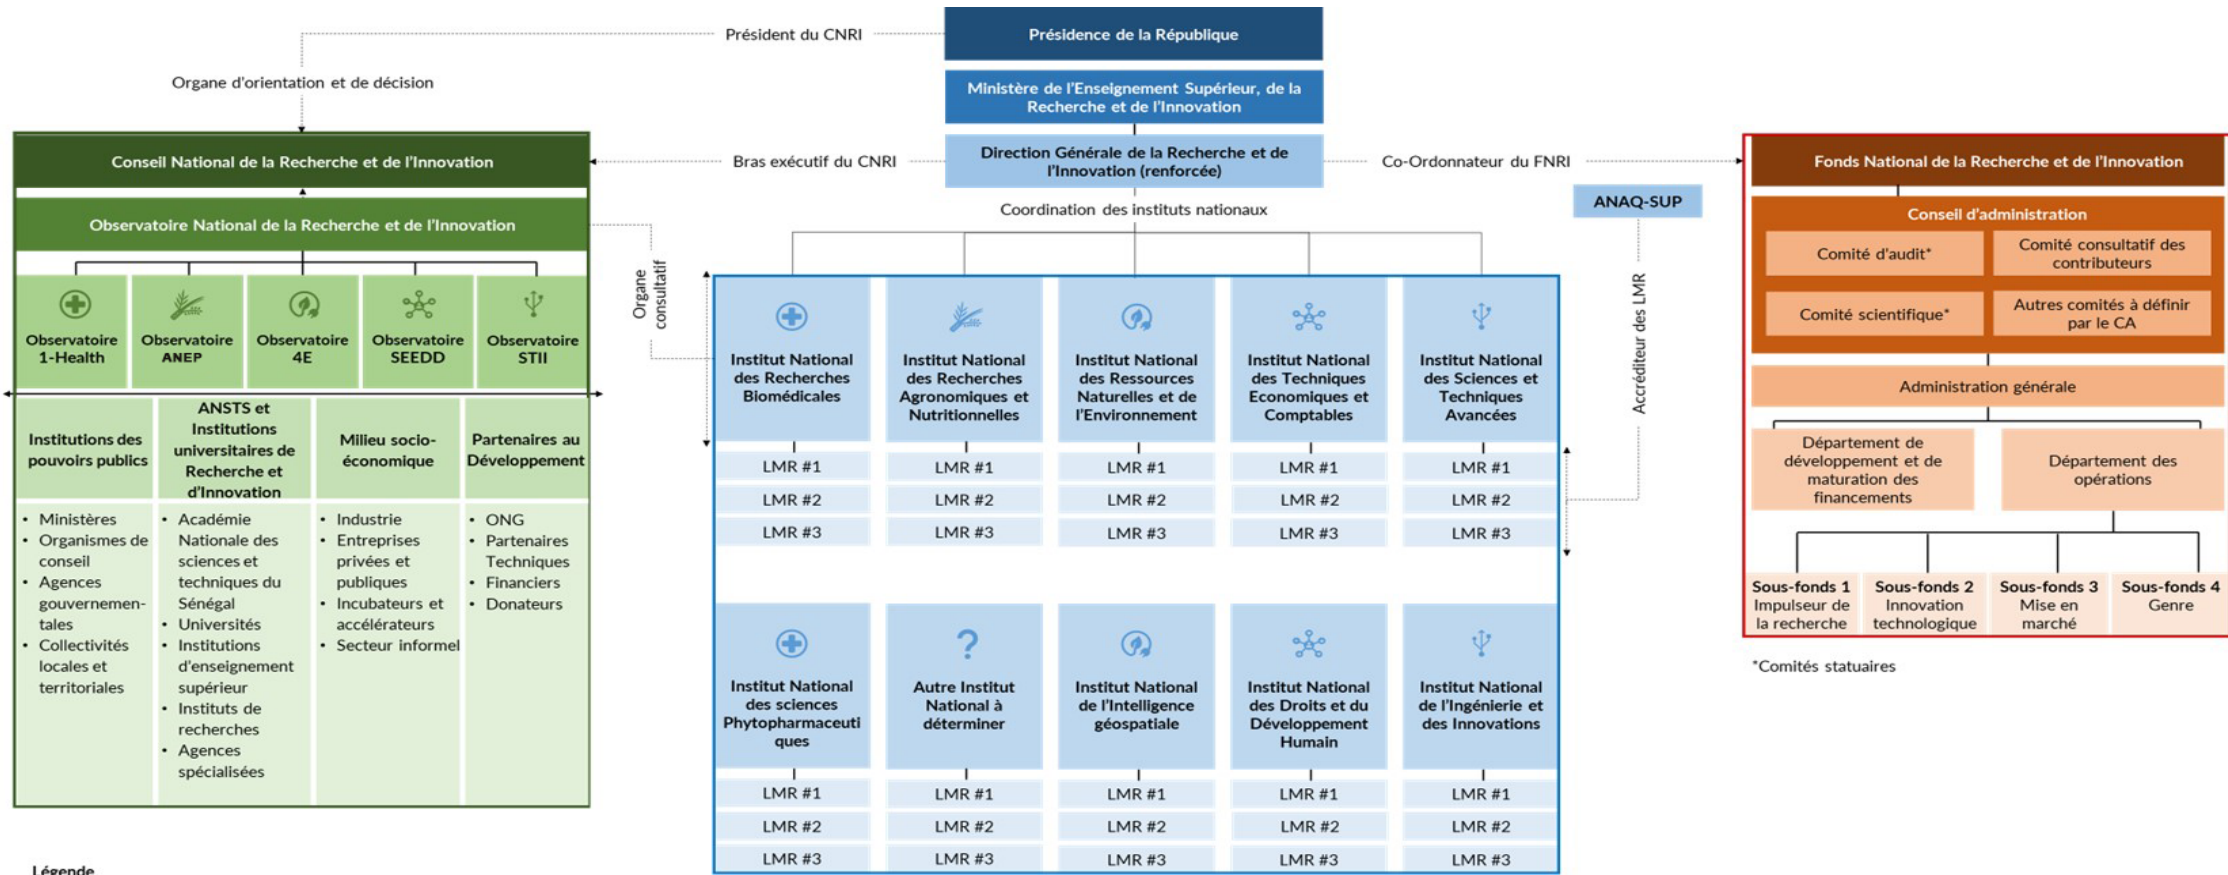 Présidence de la République
Président du CNRI
Organe d'orientation et de décision
Ministère de l'Enseignement Supérieur, de la
Recherche et de l'Innovation
Direction Générale de la Recherche et de
l'Innovation (renforcée)
Bras exécutif du CNRI
Co-Ordonnateur du FNRI
Coordination des instituts nationaux
Conseil National de la Recherche et de l'Innovation
Observatoire National de la Recherche et de l'Innovation
Observatoire
1-Health
Observatoire
ANEP
Observatoire
4E
Observatoire
SEEDD
Observatoire
STII
Institutions des
pouvoirs publics
ANSTS et
Institutions
universitaires de
Recherche et
d'Innovation
Milieu socio-
économique
Partenaires au
Développement
• Ministères
• Organismes de
conseil
• Agences
gouvernemen-
tales
• Collectivités
locales et
territoriales
• Académie
Nationale des
sciences et
techniques du
Sénégal
• Universités
• Institutions
d'enseignement
supérieur
• Instituts de
recherches
• Agences
spécialisées
• Industrie
• Entreprises
privées et
publiques
• Incubateurs et
accélérateurs
• Secteur informel
• ONG
• Partenaires
Techniques
• Financiers
• Donateurs
Organe
consultatif
Institut National
des Recherches
Biomédicales
LMR #1
LMR #2
LMR #3
Institut National
des Recherches
Agronomiques et
Nutritionnelles
LMR #1
LMR #2
LMR #3
Institut National
des Ressources
Naturelles et de
l'Environnement
LMR #1
LMR #2
LMR #3
Institut National
des Techniques
Economiques et
Comptables
LMR #1
LMR #2
LMR #3
Institut National
des Sciences et
Techniques
Avancées
LMR #1
LMR #2
LMR #3
Institut National
des sciences
Phytopharmaceuti
ques
LMR #1
LMR #2
LMR #3
?
Autre Institut
National à
déterminer
LMR #1
LMR #2
LMR #3
Institut National
de l'Intelligence
géospatiale
LMR #1
LMR #2
LMR #3
Institut National
des Droits et du
Développement
Humain
LMR #1
LMR #2
LMR #3
Institut National
de l'Ingénierie et
des Innovations
LMR #1
LMR #2
LMR #3
ANAQ-SUP
Accréditeur des LMR
Fonds National de la Recherche et de l'Innovation
Conseil d'administration
Comité d'audit*
Comité consultatif des
contributeurs
Comité scientifique*
Autres comités à définir
par le CA
Administration générale
Département de
développement et de
maturation des
financements
Département des
opérations
Sous-fonds 1
Impulseur de
la recherche
Sous-fonds 2
Innovation
technologique
Sous-fonds 3
Mise en
marché
Sous-fonds 4
Genre
*Comités statuaires
Légende